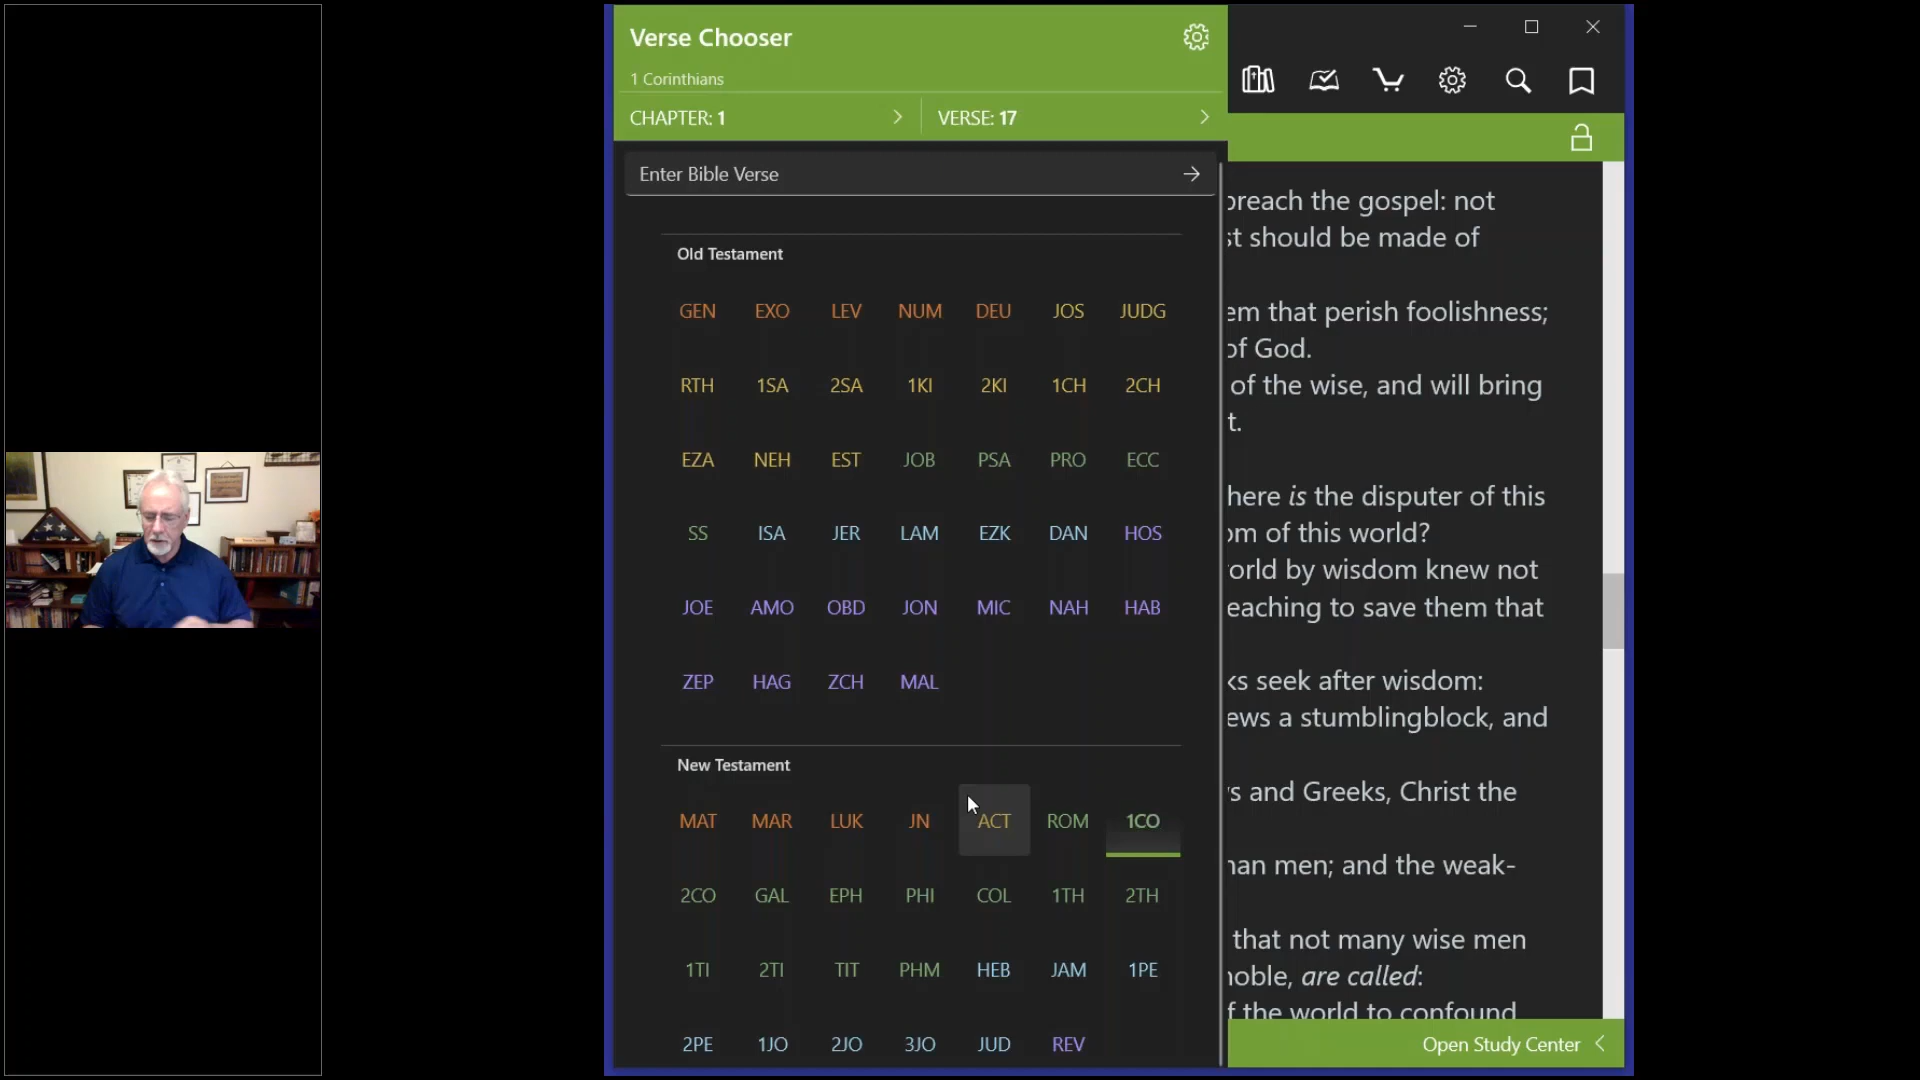 Verse Chooser
1 Corinthians
CHAPTER: 1
VERSE: 17
Enter Bible Verse
Old Testament
GEN EXO LEV NUM DEU JOS JUDG
RTH 1SA 2SA 1KI 2KI 1CH 2CH
EZA NEH EST JOB PSA PRO ECC
SS ISA JER LAM EZK DAN HOS
JOE AMO OBD JON MIC NAH HAB
ZEP HAG ZCH MAL
New Testament
MAT MAR LUK JN ACT ROM 1CO
2CO GAL EPH PHI COL 1TH 2TH
1TI 2TI TIT PHM HEB JAM 1PE
2PE 1JO 2JO 3JO JUD REV
preach the gospel: not
st should be made of
em that perish foolishness;
of God.
of the wise, and will bring
t.
here is the disputer of this
om of this world?
orld by wisdom knew not
eaching to save them that
ks seek after wisdom:
ews a stumblingblock, and
s and Greeks, Christ the
han men; and the weak-
that not many wise men
noble, are called:
f the world to confound
Open Study Center